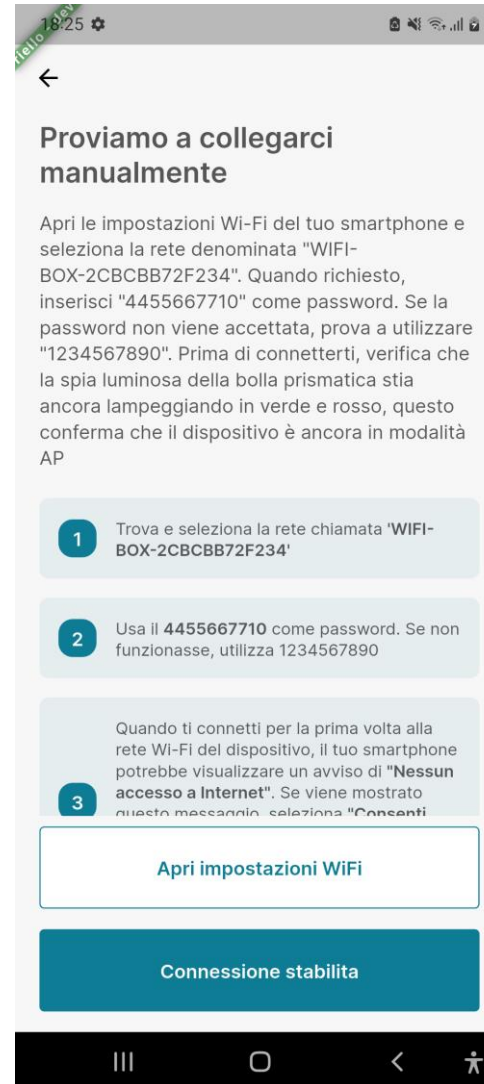 18:25
Proviamo a collegarci
manualmente
Apri le impostazioni Wi-Fi del tuo smartphone e
seleziona la rete denominata "WIFI-
BOX-2CBCBB72F234". Quando richiesto,
inserisci "4455667710" come password. Se la
password non viene accettata, prova a utilizzare
"1234567890". Prima di connetterti, verifica che
la spia luminosa della bolla prismatica stia
ancora lampeggiando in verde e rosso, questo
conferma che il dispositivo è ancora in modalità
AP
1
Trova e seleziona la rete chiamata 'WIFI-
BOX-2CBCBB72F234'
2
Usa il 4455667710 come password. Se non
funzionasse, utilizza 1234567890
3
Quando ti connetti per la prima volta alla
rete Wi-Fi del dispositivo, il tuo smartphone
potrebbe visualizzare un avviso di "Nessun
accesso a Internet". Se viene mostrato
questo messaggio, seleziona "Consenti
Apri impostazioni WiFi
Connessione stabilita